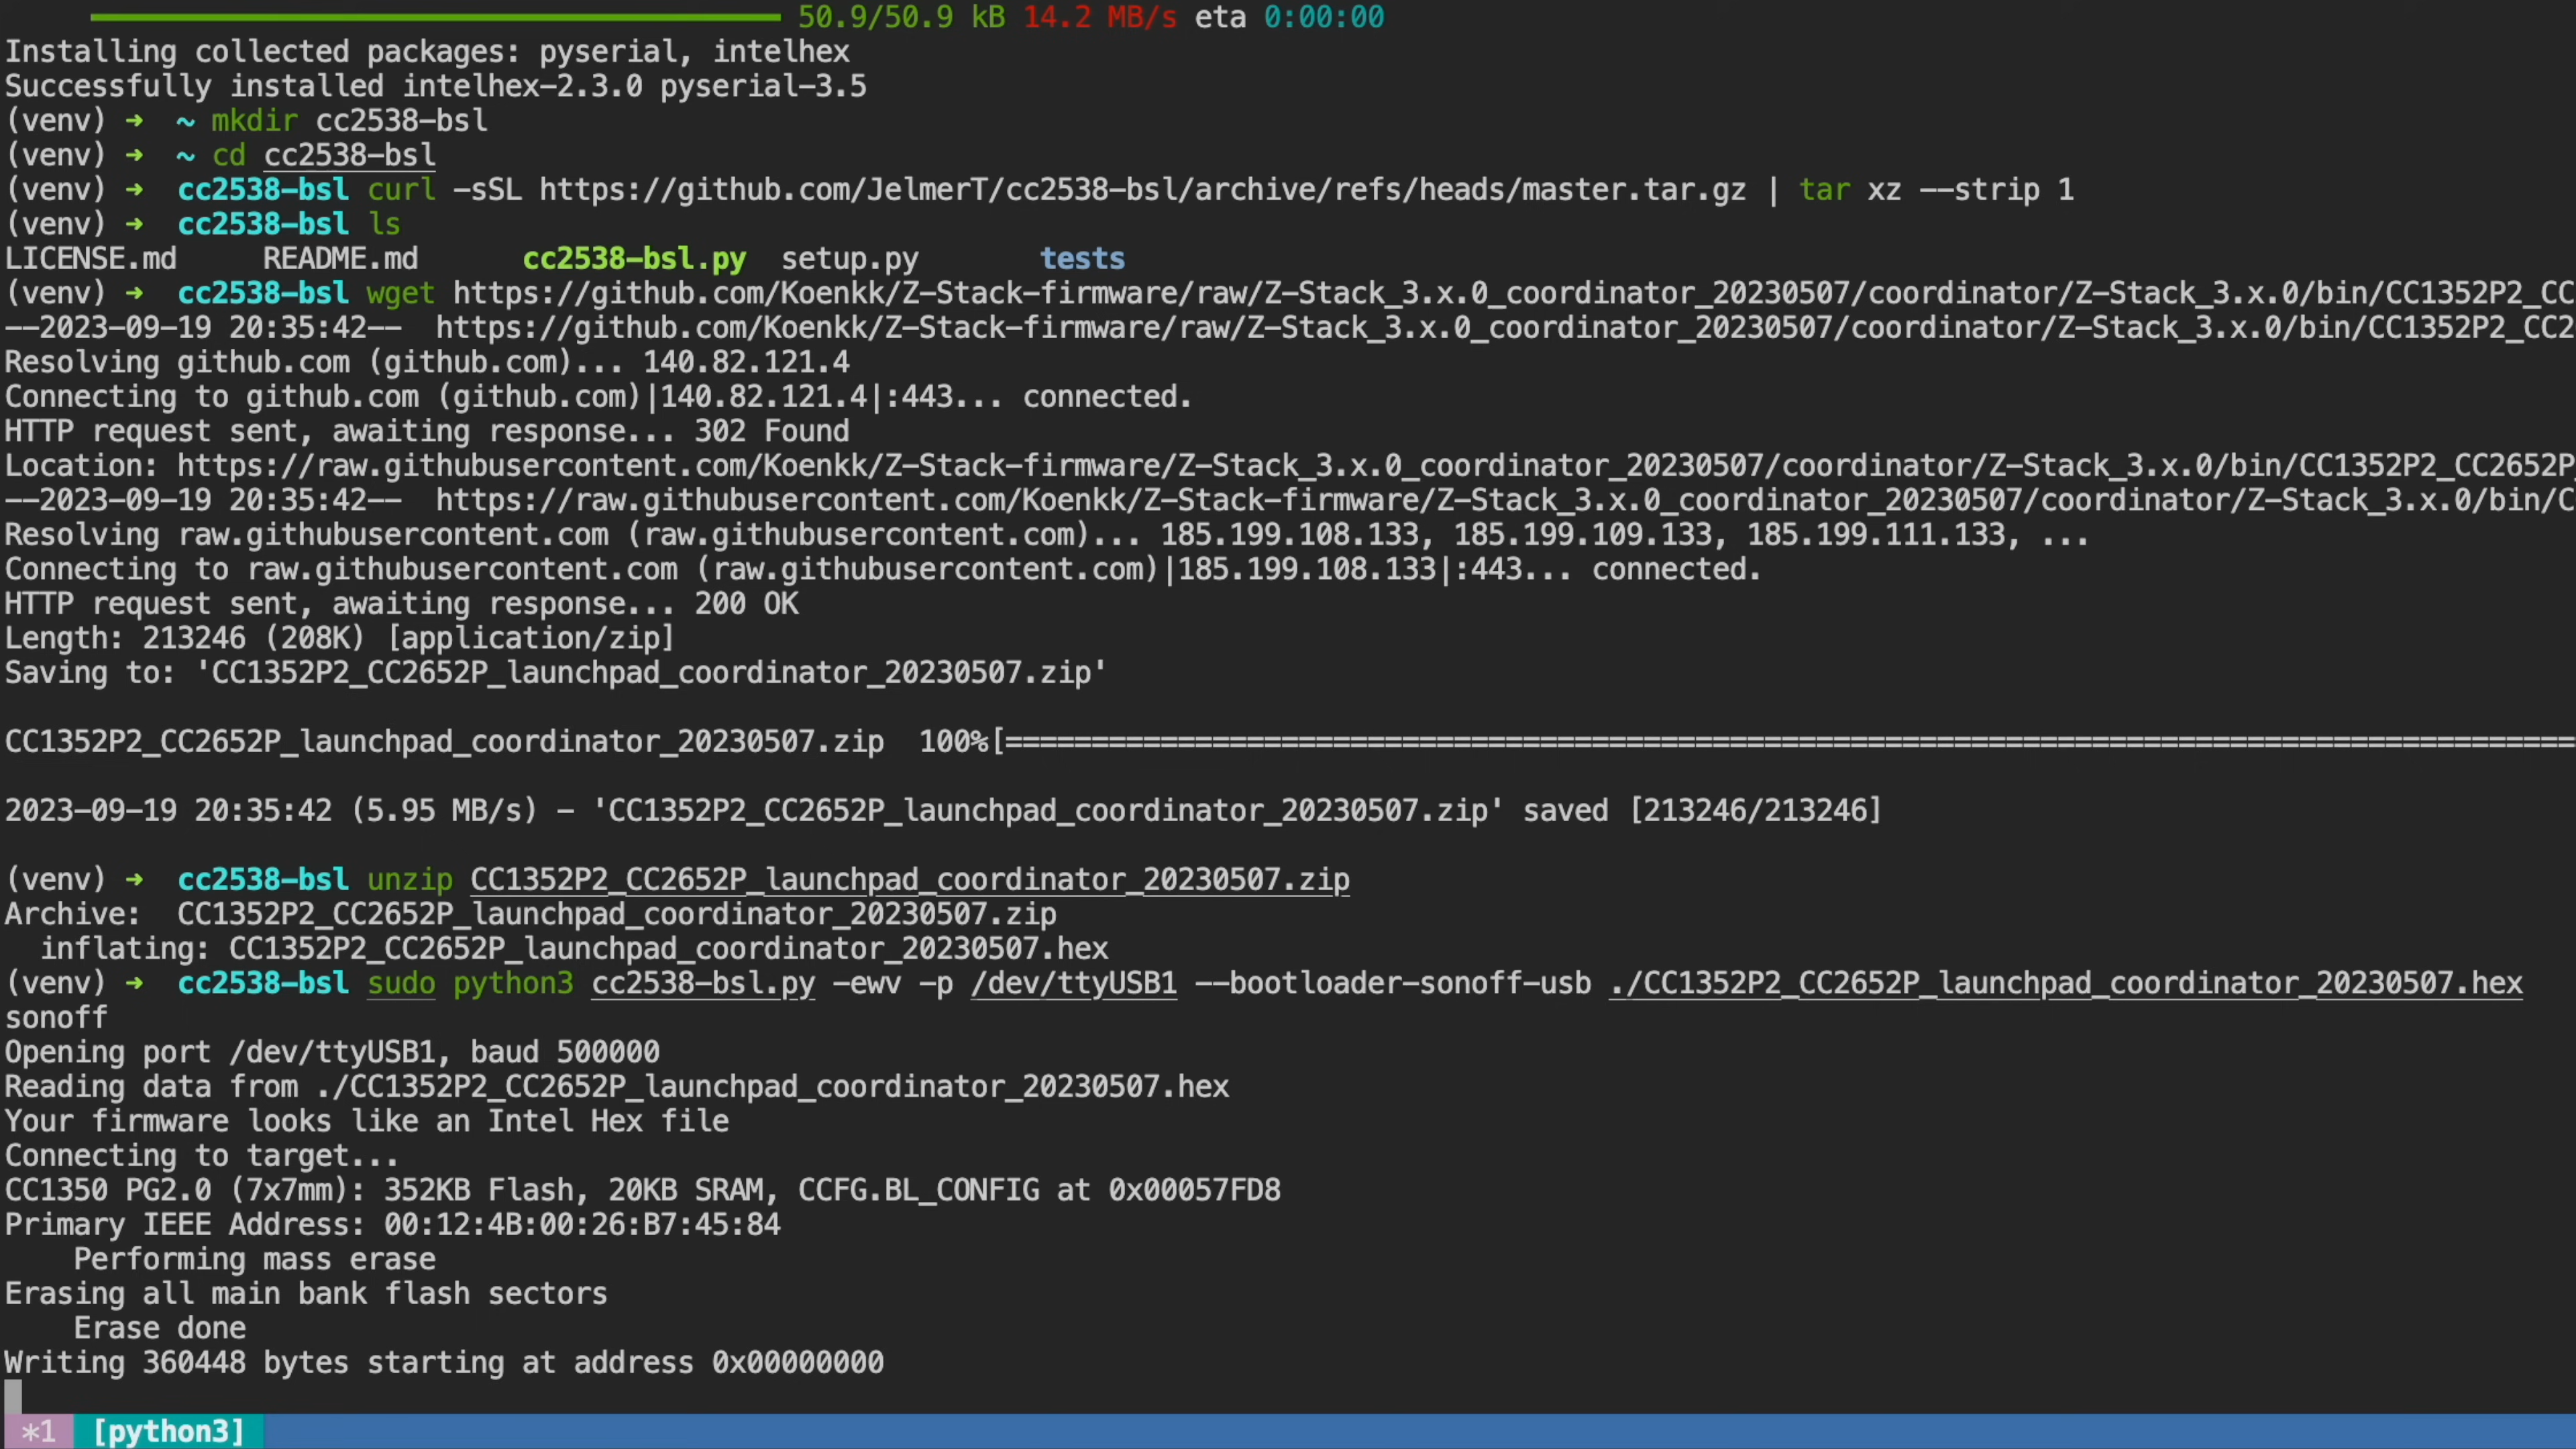 50.9/50.9 kB 14.2 MB/s eta 0:00:00
Installing collected packages: pyserial, intelhex
Successfully installed intelhex-2.3.0 pyserial-3.5
(venv) ➜  ~ mkdir cc2538-bsl
(venv) ➜  ~ cd cc2538-bsl
(venv) ➜  cc2538-bsl curl -sSL https://github.com/JelmerT/cc2538-bsl/archive/refs/heads/master.tar.gz | tar xz --strip 1
(venv) ➜  cc2538-bsl ls
LICENSE.md     README.md      cc2538-bsl.py  setup.py       tests
(venv) ➜  cc2538-bsl wget https://github.com/Koenkk/Z-Stack-firmware/raw/Z-Stack_3.x.0_coordinator_20230507/coordinator/Z-Stack_3.x.0/bin/CC1352P2_CC
--2023-09-19 20:35:42--  https://github.com/Koenkk/Z-Stack-firmware/raw/Z-Stack_3.x.0_coordinator_20230507/coordinator/Z-Stack_3.x.0/bin/CC1352P2_CC2
Resolving github.com (github.com)... 140.82.121.4
Connecting to github.com (github.com)|140.82.121.4|:443... connected.
HTTP request sent, awaiting response... 302 Found
Location: https://raw.githubusercontent.com/Koenkk/Z-Stack-firmware/Z-Stack_3.x.0_coordinator_20230507/coordinator/Z-Stack_3.x.0/bin/CC1352P2_CC2652P_
--2023-09-19 20:35:42--  https://raw.githubusercontent.com/Koenkk/Z-Stack-firmware/Z-Stack_3.x.0_coordinator_20230507/coordinator/Z-Stack_3.x.0/bin/C
Resolving raw.githubusercontent.com (raw.githubusercontent.com)... 185.199.108.133, 185.199.109.133, 185.199.111.133, ...
Connecting to raw.githubusercontent.com (raw.githubusercontent.com)|185.199.108.133|:443... connected.
HTTP request sent, awaiting response... 200 OK
Length: 213246 (208K) [application/zip]
Saving to: 'CC1352P2_CC2652P_launchpad_coordinator_20230507.zip'
CC1352P2_CC2652P_launchpad_coordinator_20230507.zip  100%[===========================================================================================
2023-09-19 20:35:42 (5.95 MB/s) - 'CC1352P2_CC2652P_launchpad_coordinator_20230507.zip' saved [213246/213246]
(venv) ➜  cc2538-bsl unzip CC1352P2_CC2652P_launchpad_coordinator_20230507.zip
Archive:  CC1352P2_CC2652P_launchpad_coordinator_20230507.zip
  inflating: CC1352P2_CC2652P_launchpad_coordinator_20230507.hex
(venv) ➜  cc2538-bsl sudo python3 cc2538-bsl.py -ewv -p /dev/ttyUSB1 --bootloader-sonoff-usb ./CC1352P2_CC2652P_launchpad_coordinator_20230507.hex
sonoff
Opening port /dev/ttyUSB1, baud 500000
Reading data from ./CC1352P2_CC2652P_launchpad_coordinator_20230507.hex
Your firmware looks like an Intel Hex file
Connecting to target...
CC1350 PG2.0 (7x7mm): 352KB Flash, 20KB SRAM, CCFG.BL_CONFIG at 0x00057FD8
Primary IEEE Address: 00:12:4B:00:26:B7:45:84
    Performing mass erase
Erasing all main bank flash sectors
    Erase done
Writing 360448 bytes starting at address 0x00000000
*1 [python3]